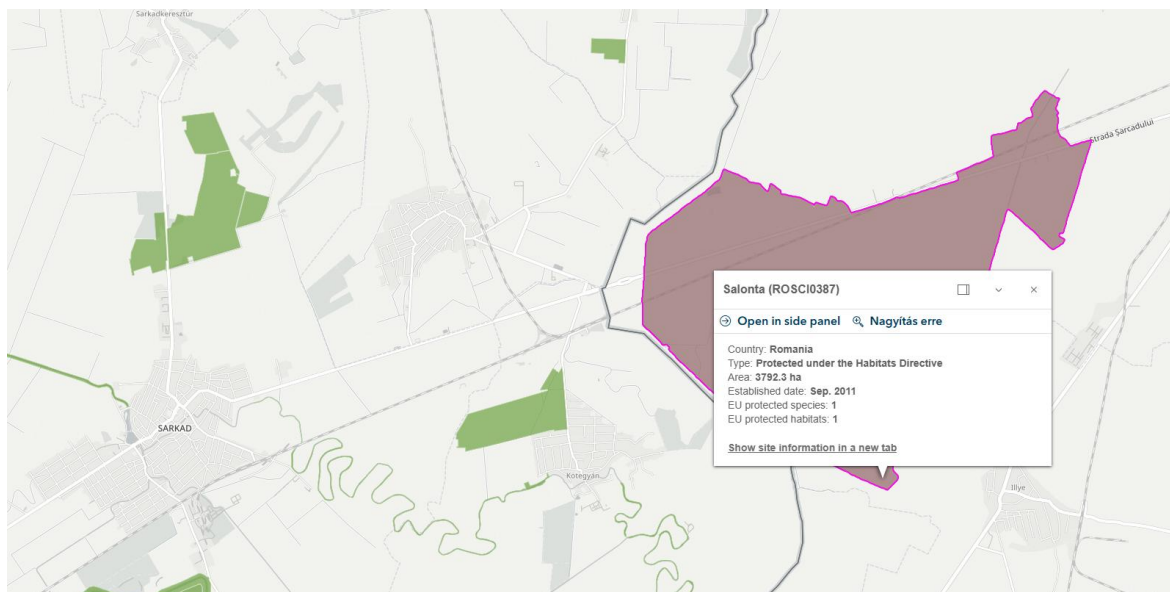 Sarkadkeresztúr
Strada Șarcadului
Salonta (ROSCI0387)
Open in side panel Nagyítás erre
Country: Romania
Type: Protected under the Habitats Directive
Area: 3792.3 ha
Established date: Sep. 2011
EU protected species: 1
EU protected habitats: 1
Show site information in a new tab
SARKAD
Kötegyán
Illye